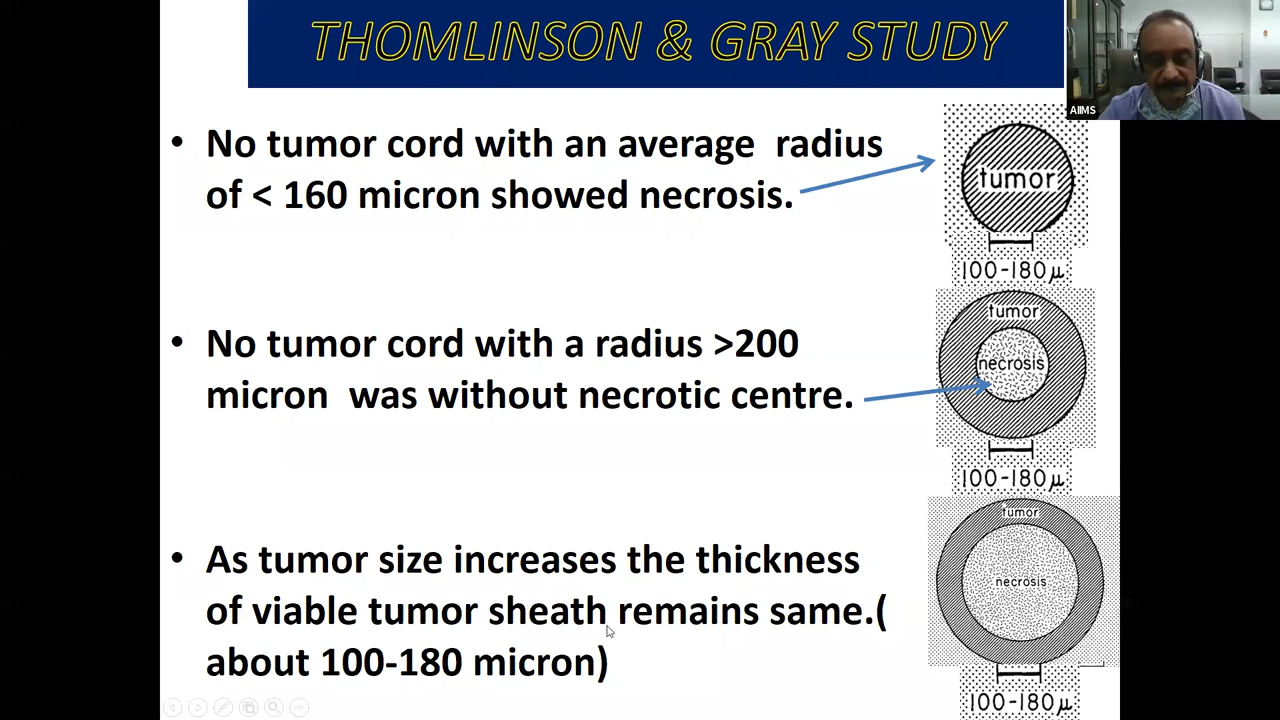 THOMLINSON & GRAY STUDY
AIIMS
• No tumor cord with an average radius
of < 160 micron showed necrosis.
tumor
100-180 μ
• No tumor cord with a radius >200
micron was without necrotic centre.
tumor
necrosis
100-180 μ
• As tumor size increases the thickness
of viable tumor sheath remains same.(
about 100-180 micron)
tumor
necrosis
100-180 μ